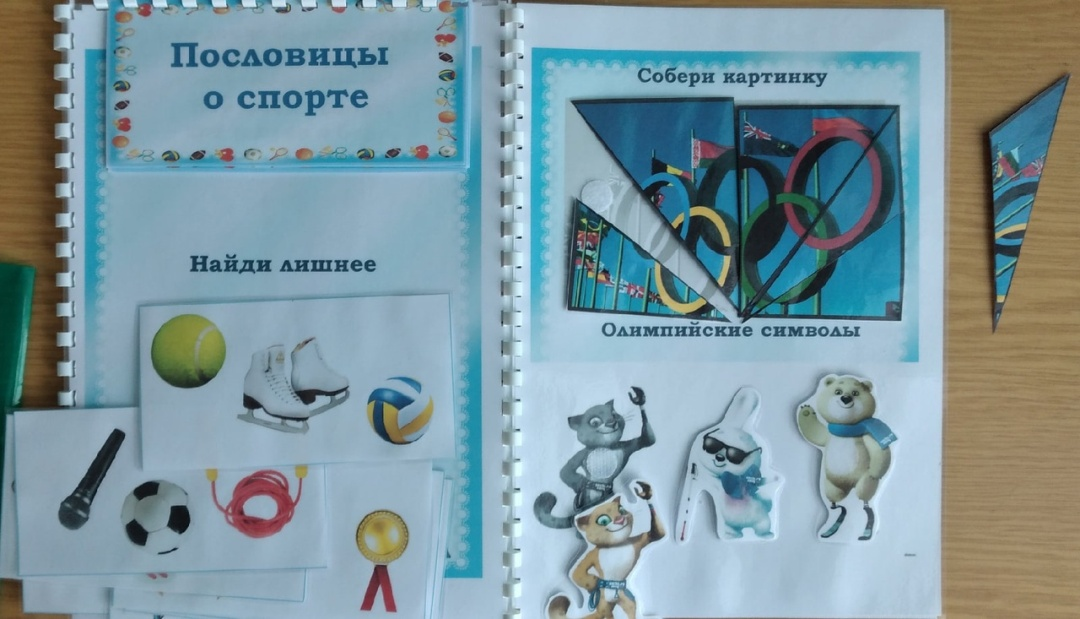 Пословицы
о спорте
Найди лишнее
Собери картинку
Олимпийские символы